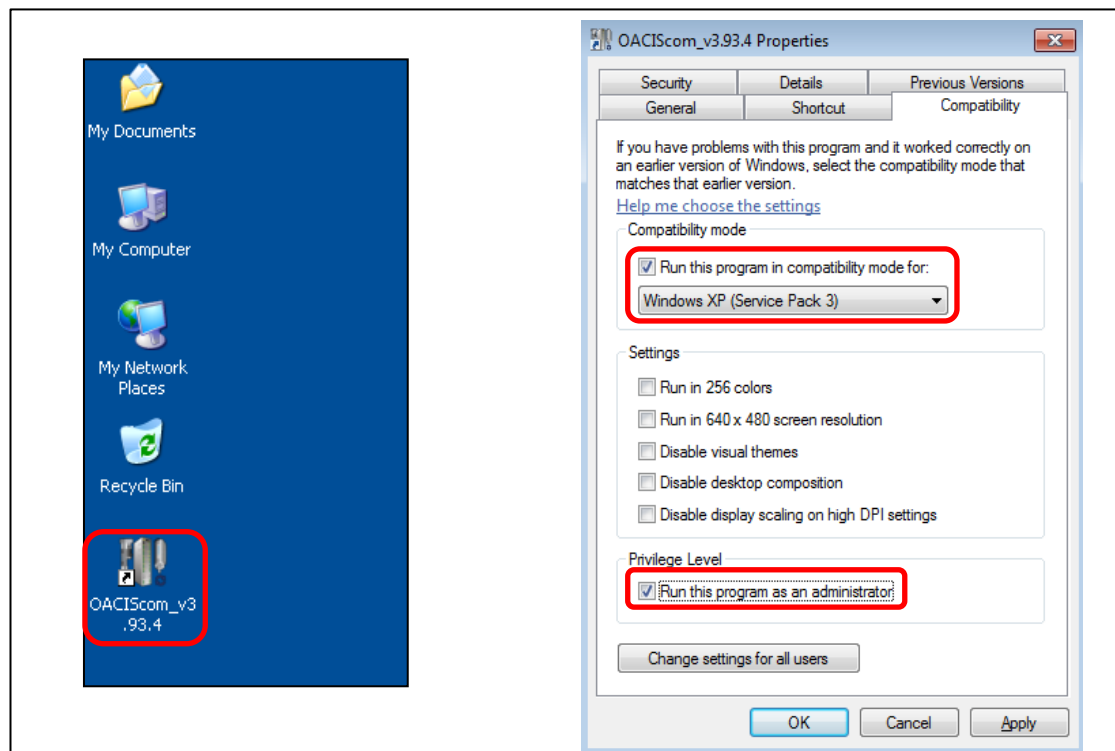 My Documents
My Computer
My Network
Places
Recycle Bin
OACIScom_v3
.93.4
OACIScom_v3.93.4 Properties
Security
Details
Previous Versions
General
Shortcut
Compatibility
If you have problems with this program and it worked correctly on
an earlier version of Windows, select the compatibility mode that
matches that earlier version.
Help me choose the settings
Compatibility mode
Run this program in compatibility mode for:
Windows XP (Service Pack 3)
Settings
Run in 256 colors
Run in 640 x 480 screen resolution
Disable visual themes
Disable desktop composition
Disable display scaling on high DPI settings
Privilege Level
Run this program as an administrator
Change settings for all users
OK
Cancel
Apply